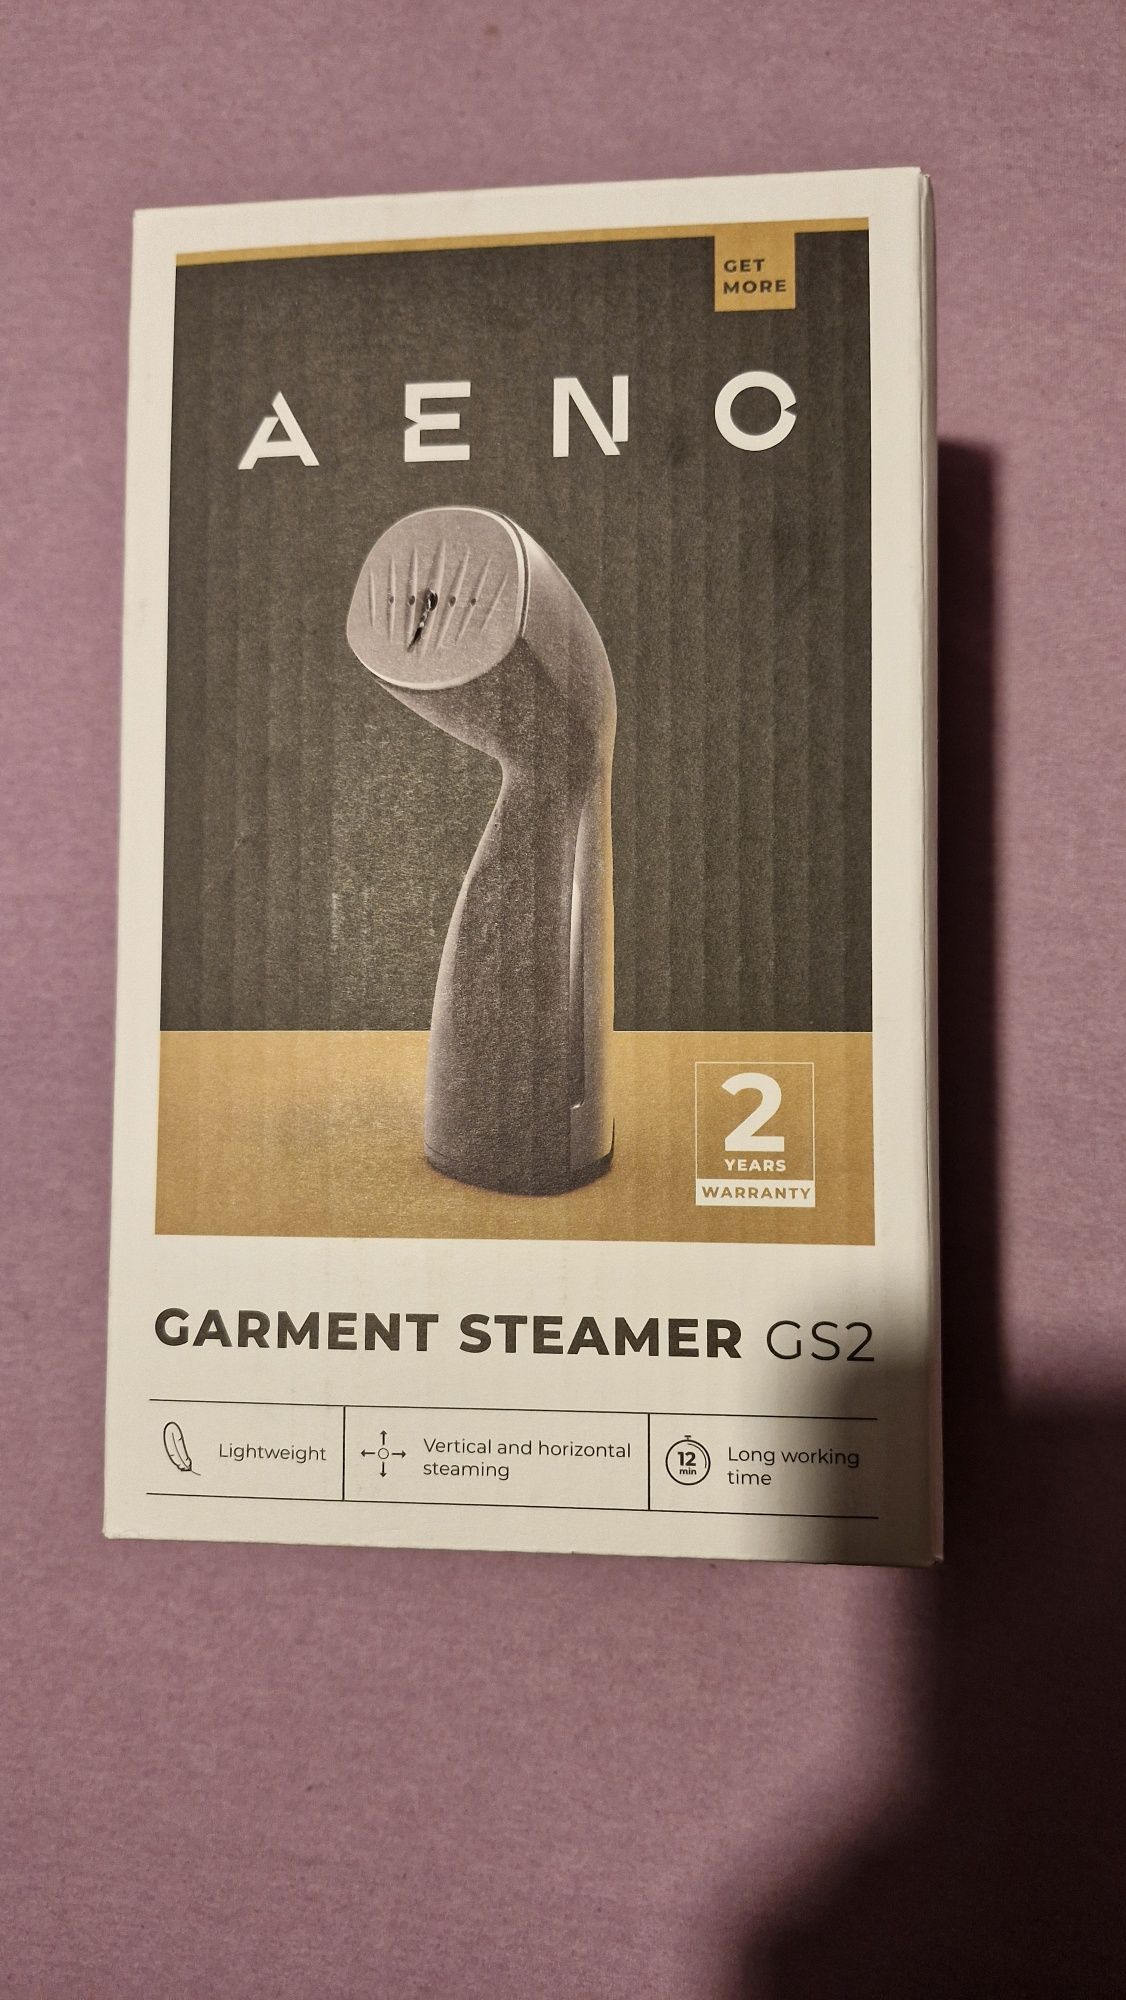 GET
MORE
AENO
2
YEARS
WARRANTY
GARMENT STEAMER GS2
Lightweight
Vertical and horizontal
steaming
12
min
Long working
time